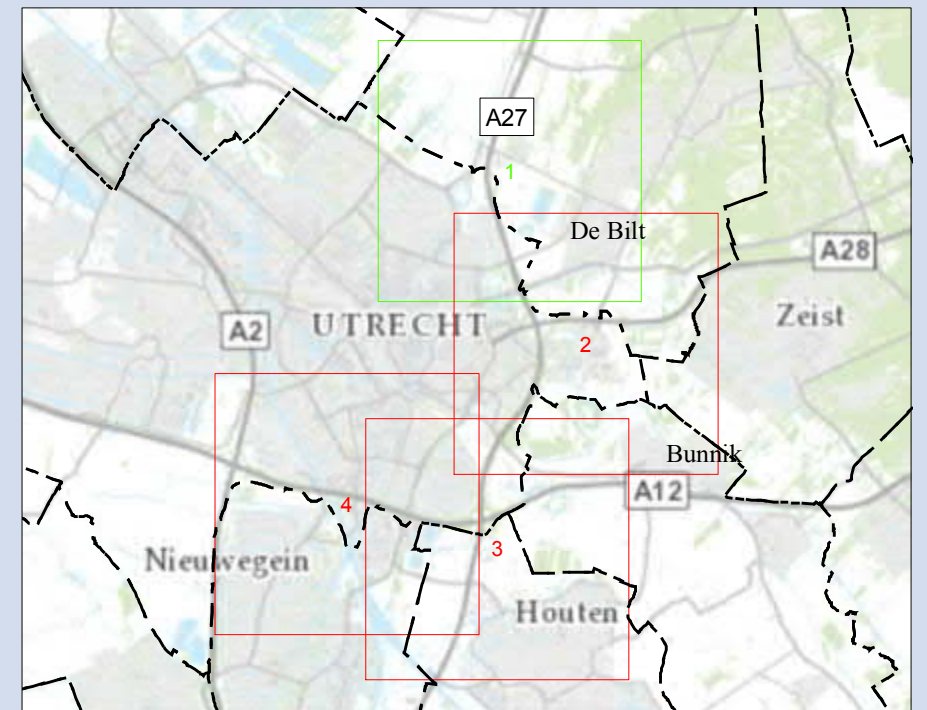 A27
1
De Bilt
A28
Zeist
UTRECHT
A2
2
Bunnik
A12
4
3
Nieuwegein
Houten